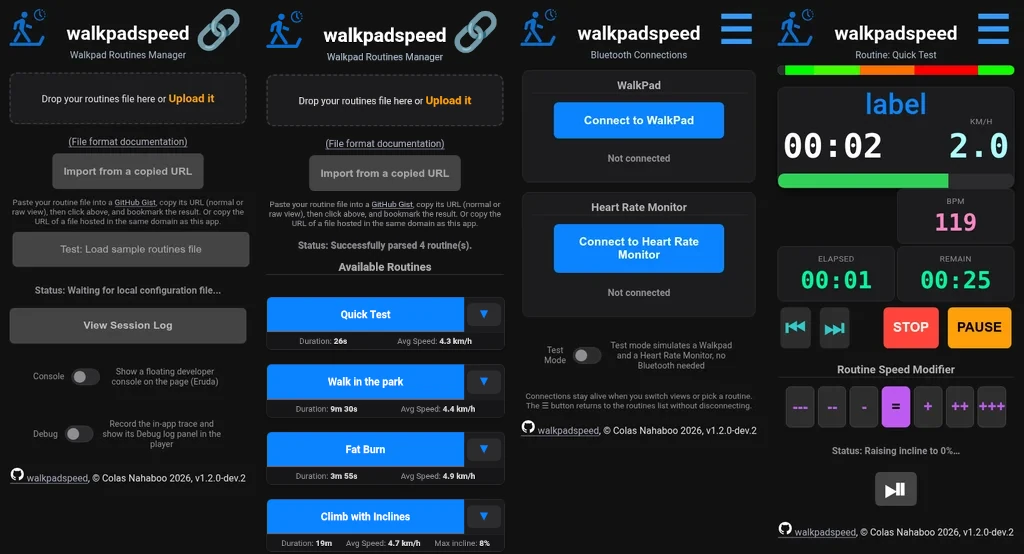 walkpadspeed
Walkpad Routines Manager
Drop your routines file here or Upload it
(File format documentation)
Import from a copied URL
Paste your routine file into a GitHub Gist, copy its URL (normal or
raw view), then click above, and bookmark the result. Or copy the
URL of a file hosted in the same domain as this app.
Test: Load sample routines file
Status: Waiting for local configuration file...
View Session Log
Console
Show a floating developer
console on the page (Eruda)
Debug
Record the in-app trace and
show its Debug log panel in the
player
walkpadspeed, © Colas Nahaboo 2026, v1.2.0-dev.2
walkpadspeed
Walkpad Routines Manager
Drop your routines file here or Upload it
(File format documentation)
Import from a copied URL
Paste your routine file into a GitHub Gist, copy its URL (normal or
raw view), then click above, and bookmark the result. Or copy the
URL of a file hosted in the same domain as this app.
Status: Successfully parsed 4 routine(s).
Available Routines
Quick Test ▼
Duration: 26s Avg Speed: 4.3 km/h
Walk in the park ▼
Duration: 9m 30s Avg Speed: 4.4 km/h
Fat Burn ▼
Duration: 3m 55s Avg Speed: 4.9 km/h
Climb with Inclines ▼
Duration: 19m Avg Speed: 4.7 km/h Max incline: 8%
walkpadspeed
Bluetooth Connections
WalkPad
Connect to WalkPad
Not connected
Heart Rate Monitor
Connect to Heart Rate
Monitor
Not connected
Test
Mode
Test mode simulates a Walkpad
and a Heart Rate Monitor, no
Bluetooth needed
Connections stay alive when you switch views or pick a routine.
The ☰ button returns to the routines list without disconnecting.
walkpadspeed, © Colas Nahaboo 2026, v1.2.0-dev.2
walkpadspeed
Routine: Quick Test
label
KM/H
00:02 2.0
BPM
119
ELAPSED REMAIN
00:01 00:25
STOP PAUSE
Routine Speed Modifier
--- -- - = + ++ +++
Status: Raising incline to 0%…
walkpadspeed, © Colas Nahaboo 2026, v1.2.0-dev.2